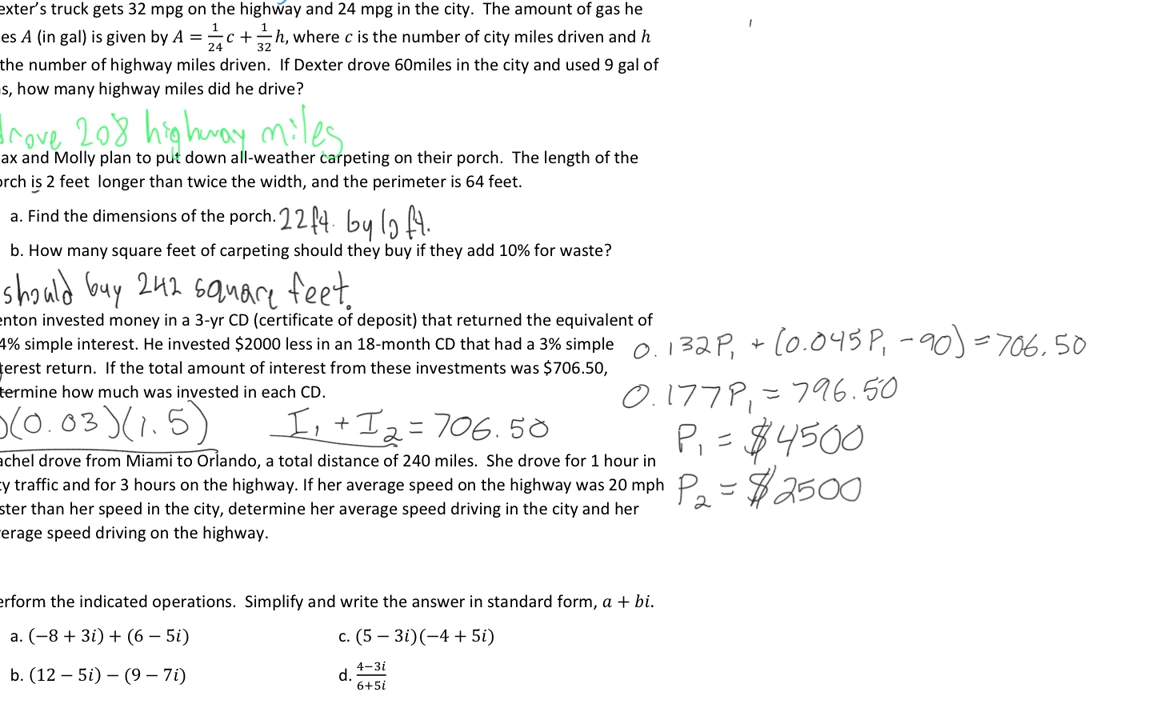 exter's truck gets 32 mpg on the highway and 24 mpg in the city. The amount of gas he
es A (in gal) is given by A = 1/24 c + 1/32 h, where c is the number of city miles driven and h
the number of highway miles driven. If Dexter drove 60miles in the city and used 9 gal of
s, how many highway miles did he drive?
drove 208 highway miles
ax and Molly plan to put down all-weather carpeting on their porch. The length of the
orch is 2 feet longer than twice the width, and the perimeter is 64 feet.
a. Find the dimensions of the porch. 22ft. by 10 ft.
b. How many square feet of carpeting should they buy if they add 10% for waste?
should buy 242 square feet.
enton invested money in a 3-yr CD (certificate of deposit) that returned the equivalent of
4% simple interest. He invested $2000 less in an 18-month CD that had a 3% simple
terest return. If the total amount of interest from these investments was $706.50,
termine how much was invested in each CD.
0.132P₁ + (0.045P₁ - 90) = 706.50
0.177P₁ = 796.50
)(0.03)(1.5) I₁ + I₂ = 706.50
P₁ = $4500
P₂ = $2500
achel drove from Miami to Orlando, a total distance of 240 miles. She drove for 1 hour in
ty traffic and for 3 hours on the highway. If her average speed on the highway was 20 mph
ster than her speed in the city, determine her average speed driving in the city and her
erage speed driving on the highway.
erform the indicated operations. Simplify and write the answer in standard form, a + bi.
a. (−8 + 3i) + (6 − 5i) c. (5 − 3i)(−4 + 5i)
b. (12 − 5i) − (9 − 7i) d. 4−3i/6+5i